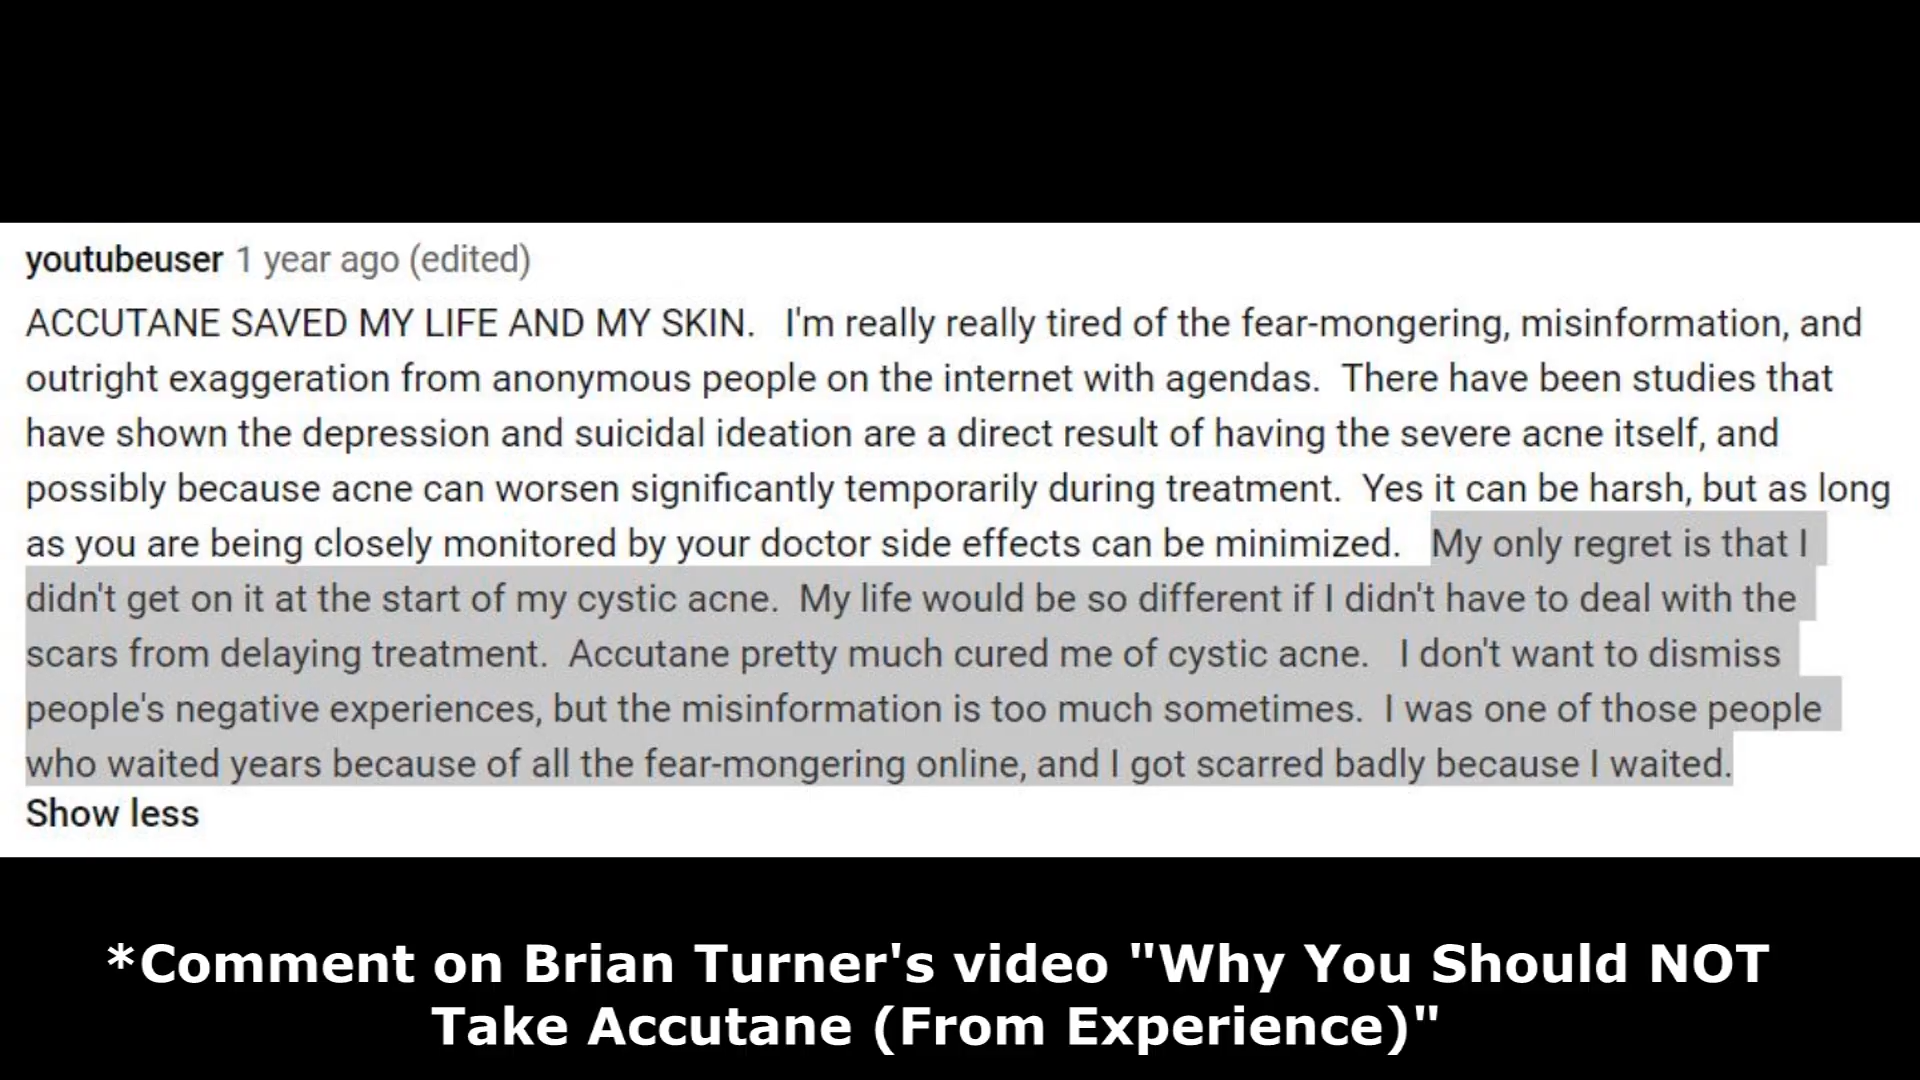 youtubeuser 1 year ago (edited)
ACCUTANE SAVED MY LIFE AND MY SKIN.   I'm really really tired of the fear-mongering, misinformation, and
outright exaggeration from anonymous people on the internet with agendas.  There have been studies that
have shown the depression and suicidal ideation are a direct result of having the severe acne itself, and
possibly because acne can worsen significantly temporarily during treatment.  Yes it can be harsh, but as long
as you are being closely monitored by your doctor side effects can be minimized.   My only regret is that I
didn't get on it at the start of my cystic acne.  My life would be so different if I didn't have to deal with the
scars from delaying treatment.  Accutane pretty much cured me of cystic acne.   I don't want to dismiss
people's negative experiences, but the misinformation is too much sometimes.  I was one of those people
who waited years because of all the fear-mongering online, and I got scarred badly because I waited.
Show less
*Comment on Brian Turner's video "Why You Should NOT
Take Accutane (From Experience)"